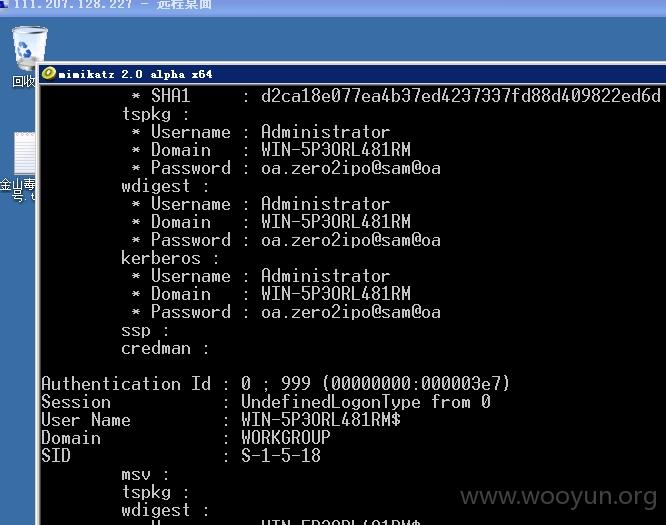 111.207.128.227 - 远程桌面
回收
mimikatz 2.0 alpha x64
* SHA1     : d2ca18e077ea4b37ed4237337fd88d409822ed6d
tspkg :
* Username : Administrator
* Domain   : WIN-5P3ORL481RM
* Password : oa.zero2ipo@sam@oa
wdigest :
* Username : Administrator
* Domain   : WIN-5P3ORL481RM
* Password : oa.zero2ipo@sam@oa
kerberos :
* Username : Administrator
* Domain   : WIN-5P3ORL481RM
* Password : oa.zero2ipo@sam@oa
ssp :
credman :
金山毒
号.t
Authentication Id : 0 ; 999 (00000000:000003e7)
Session           : UndefinedLogonType from 0
User Name         : WIN-5P3ORL481RM$
Domain            : WORKGROUP
SID               : S-1-5-18
msv :
tspkg :
wdigest :
www.wooyun.org